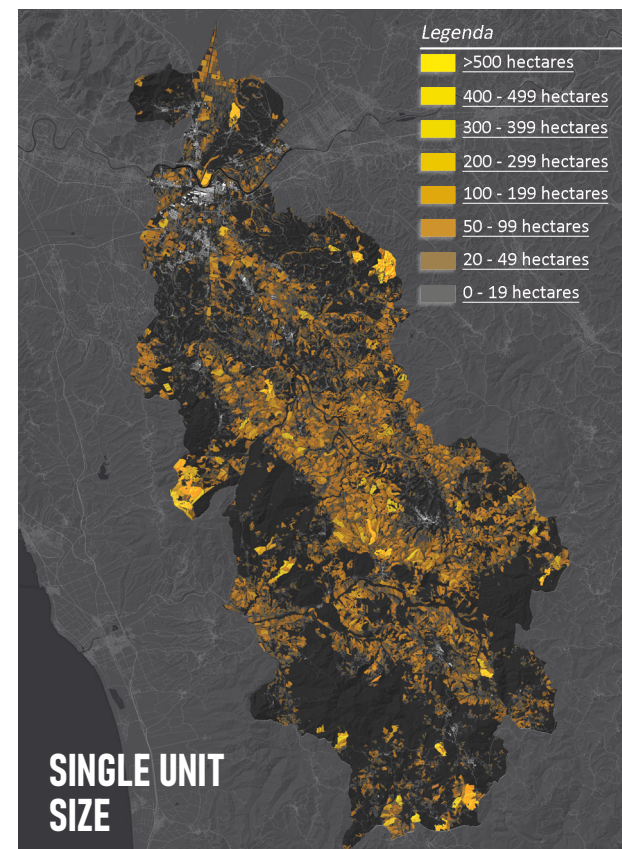 Legenda
>500 hectares
400 - 499 hectares
300 - 399 hectares
200 - 299 hectares
100 - 199 hectares
50 - 99 hectares
20 - 49 hectares
0 - 19 hectares
SINGLE UNIT
SIZE